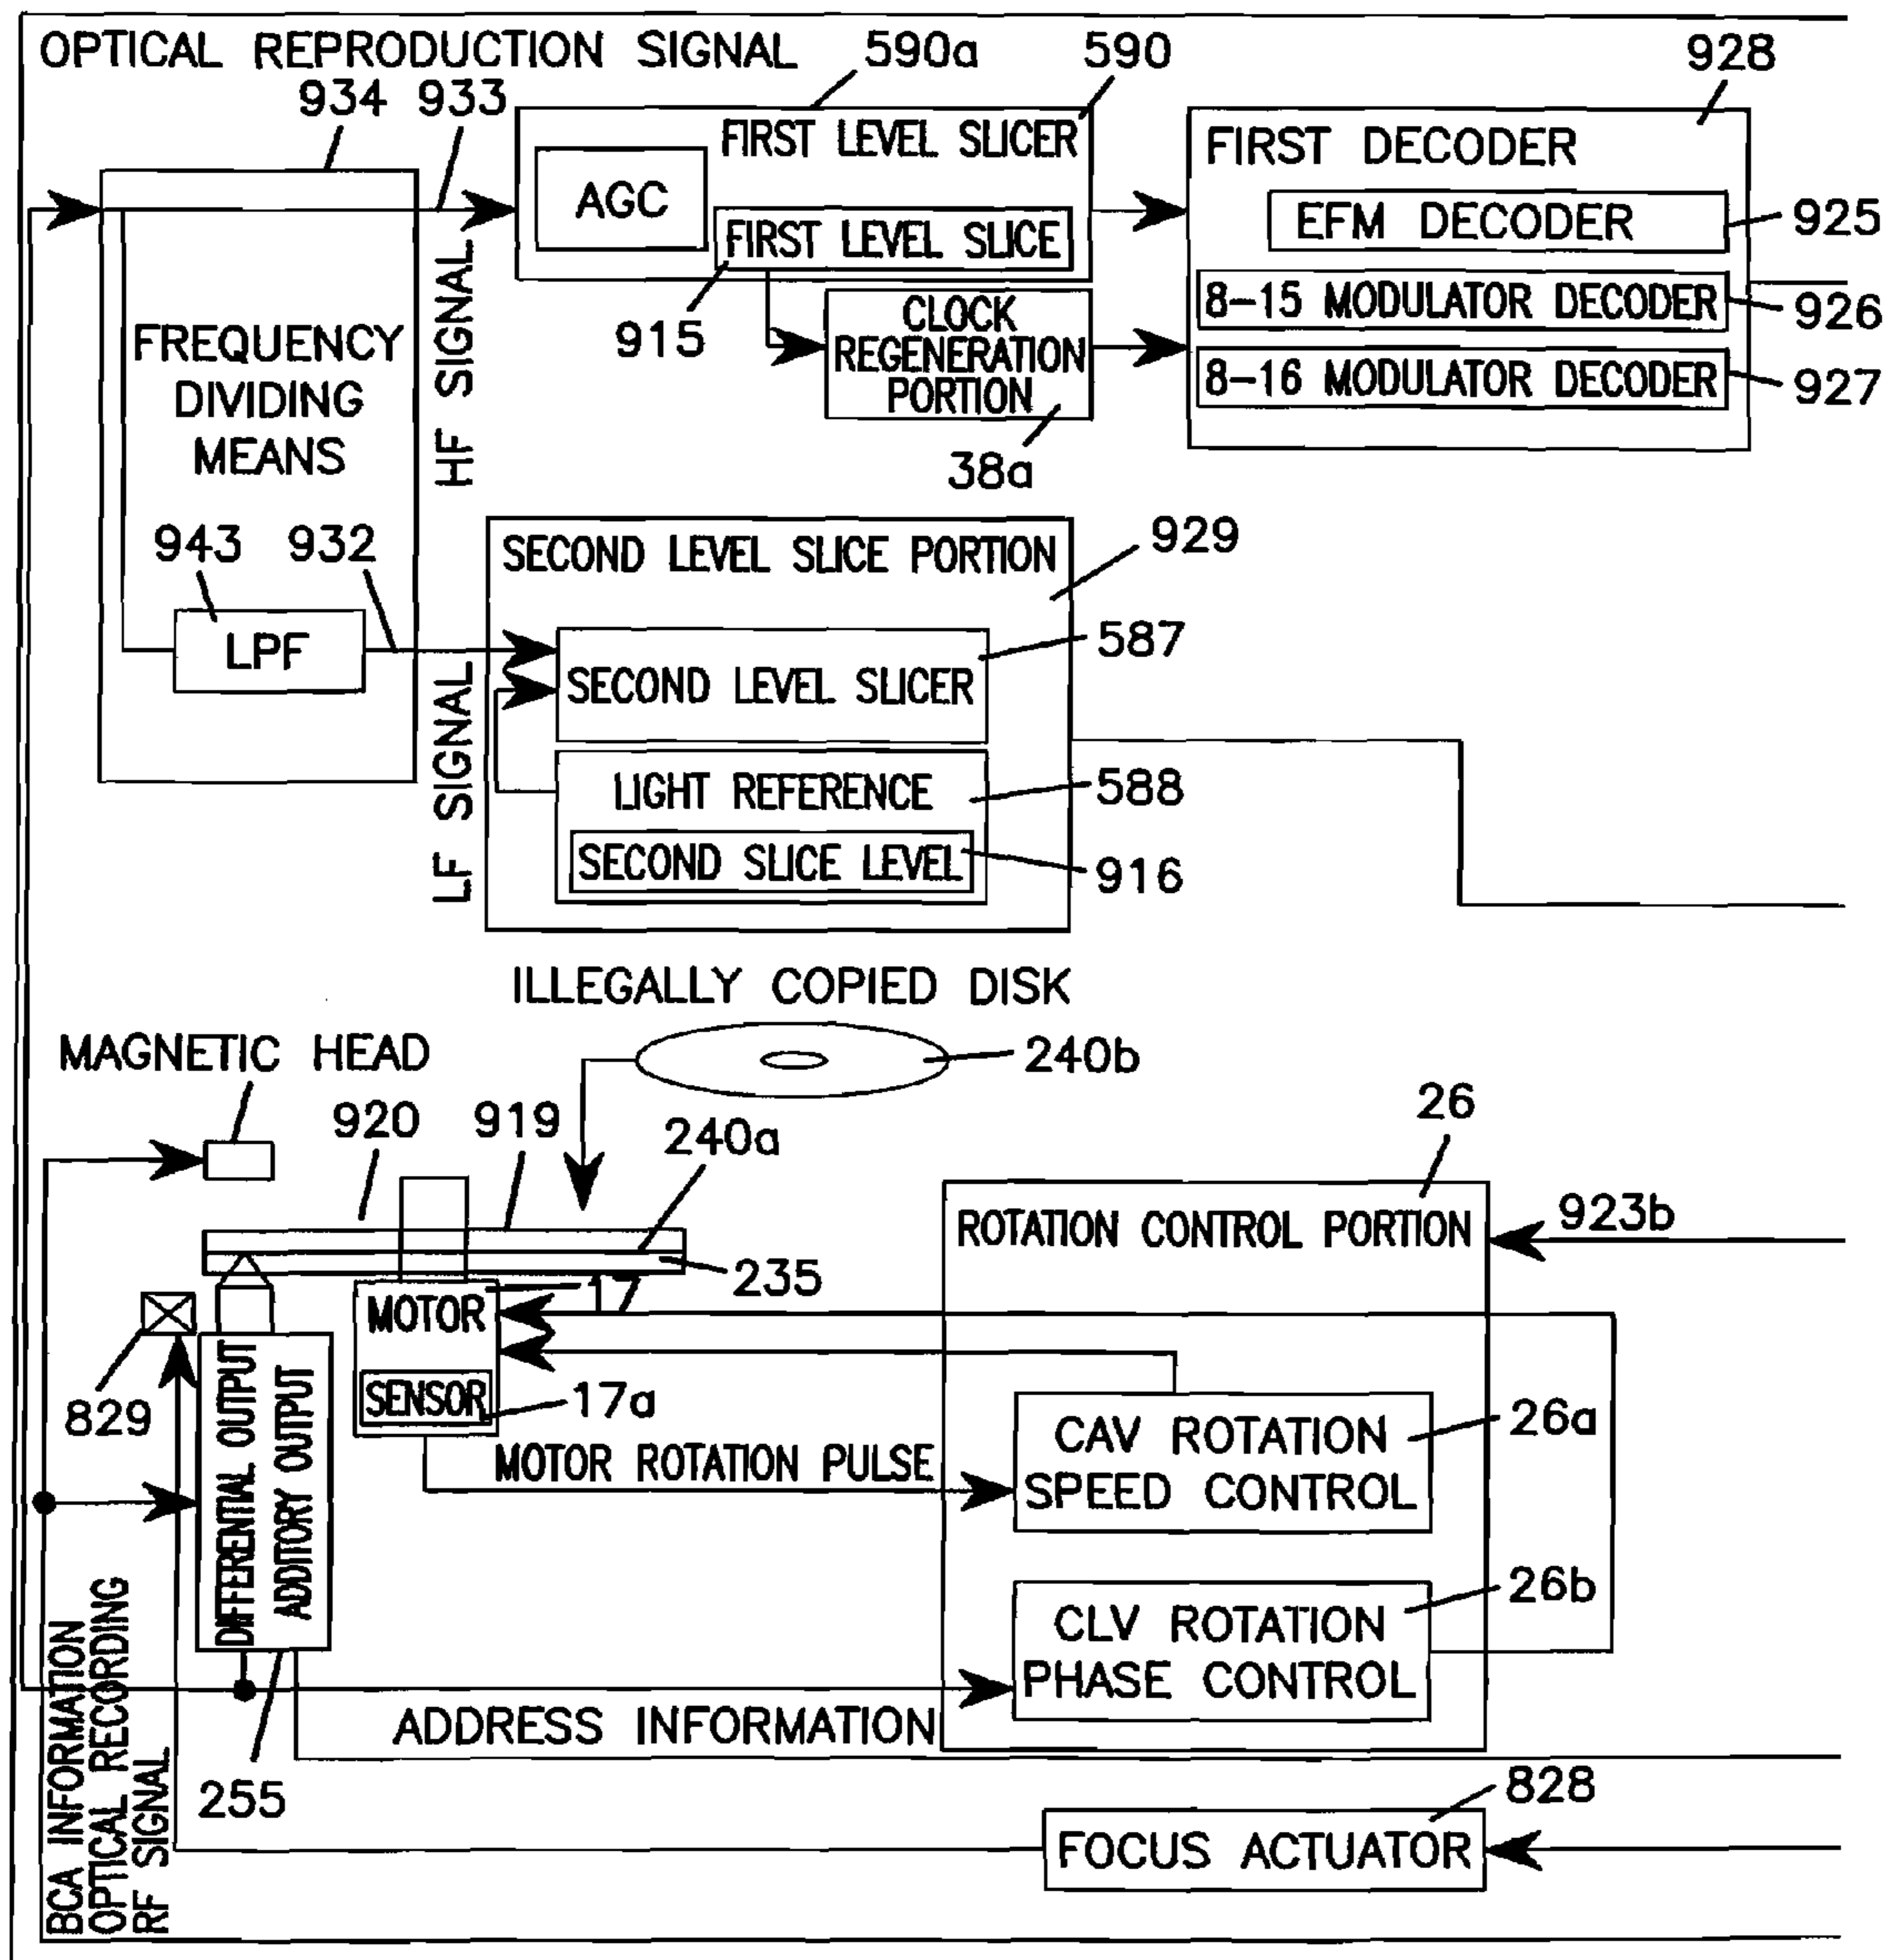 OPTICAL REPRODUCTION SIGNAL
590a
590
928
934
933
FIRST LEVEL SLICER
AGC
FIRST LEVEL SLICE
915
FIRST DECODER
EFM DECODER
925
8-15 MODULATOR DECODER
926
8-16 MODULATOR DECODER
927
CLOCK
REGENERATION
PORTION
38a
FREQUENCY
DIVIDING
MEANS
HF SIGNAL
943
932
LPF
LF SIGNAL
SECOND LEVEL SLICE PORTION
929
587
SECOND LEVEL SLICER
LIGHT REFERENCE
588
SECOND SLICE LEVEL
916
ILLEGALLY COPIED DISK
240b
MAGNETIC HEAD
920
919
240a
235
26
ROTATION CONTROL PORTION
923b
17
MOTOR
SENSOR
17a
829
DIFFERENTIAL OUTPUT
ADDITORY OUTPUT
MOTOR ROTATION PULSE
CAV ROTATION
SPEED CONTROL
26a
CLV ROTATION
PHASE CONTROL
26b
ADDRESS INFORMATION
255
BCA INFORMATION
OPTICAL RECORDING
RF SIGNAL
828
FOCUS ACTUATOR